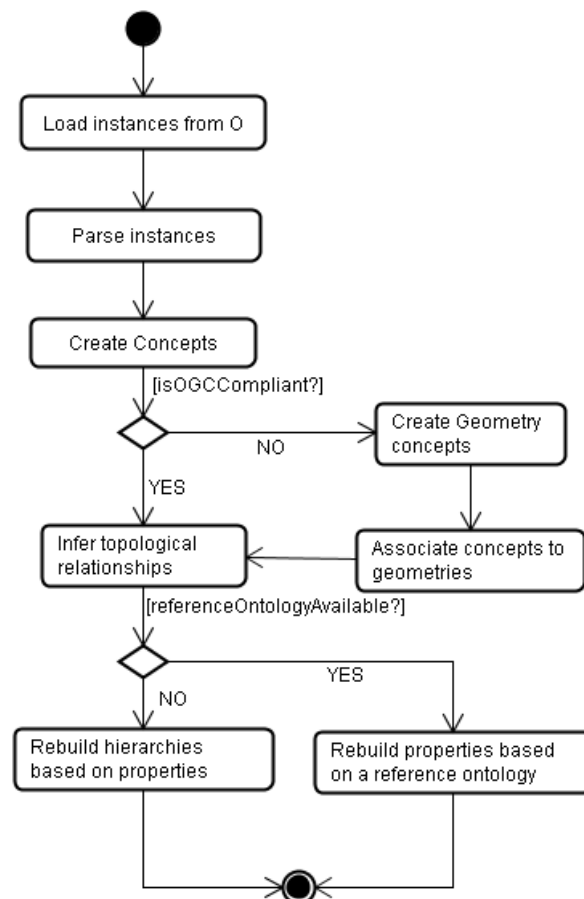 Load instances from O
Parse instances
Create Concepts
[isOGCCompliant?]
Create Geometry
concepts
NO
YES
Infer topological
relationships
Associate concepts to
geometries
[referenceOntologyAvailable?]
YES
NO
Rebuild hierarchies
based on properties
Rebuild properties based
on a reference ontology